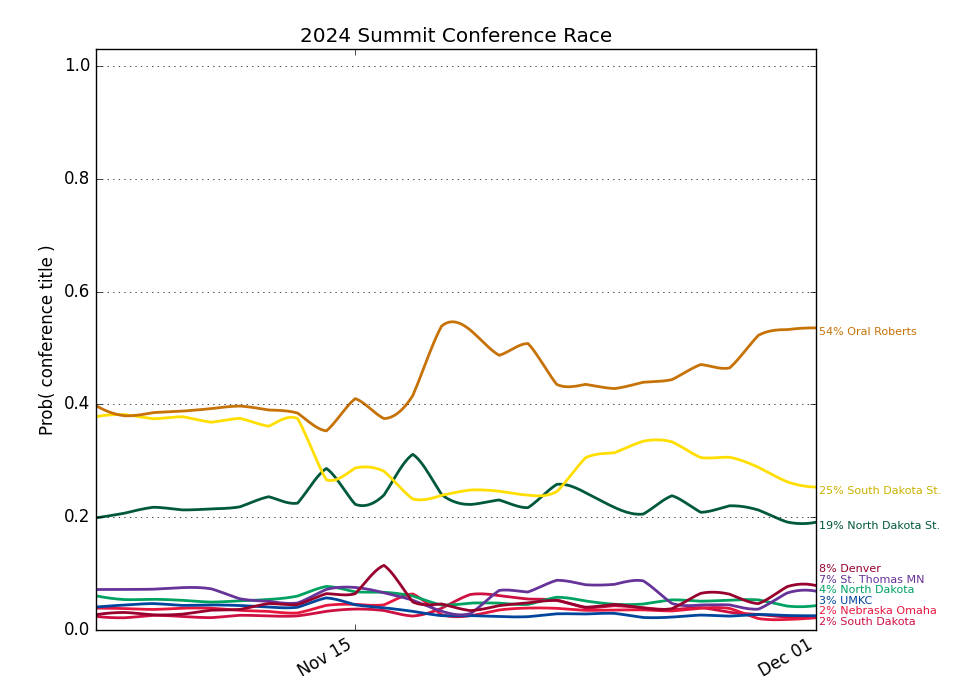 2024 Summit Conference Race
Prob( conference title )
1.0
0.8
0.6
0.4
0.2
0.0
Nov 15
Dec 01
54% Oral Roberts
25% South Dakota St.
19% North Dakota St.
8% Denver
7% St. Thomas MN
4% North Dakota
3% UMKC
2% Nebraska Omaha
2% South Dakota